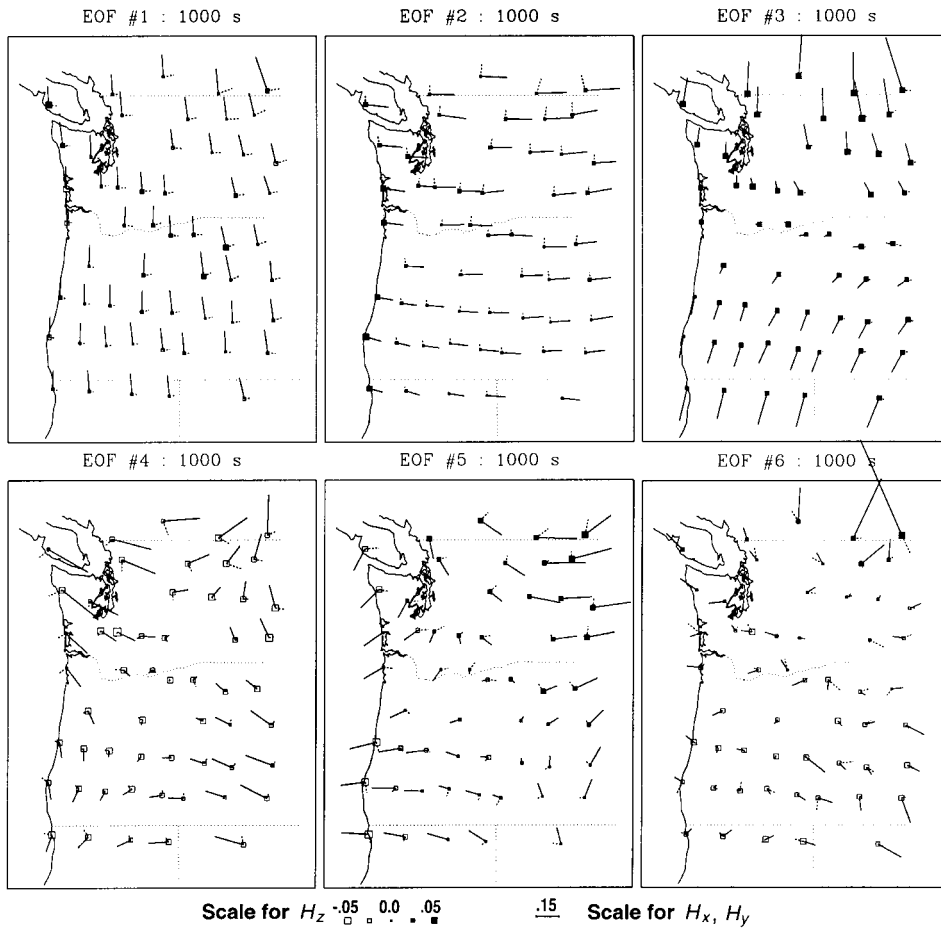 EOF #1 : 1000 s
EOF #2 : 1000 s
EOF #3 : 1000 s
EOF #4 : 1000 s
EOF #5 : 1000 s
EOF #6 : 1000 s
Scale for Hz -.05 0.0 .05 .15 Scale for Hx, Hy